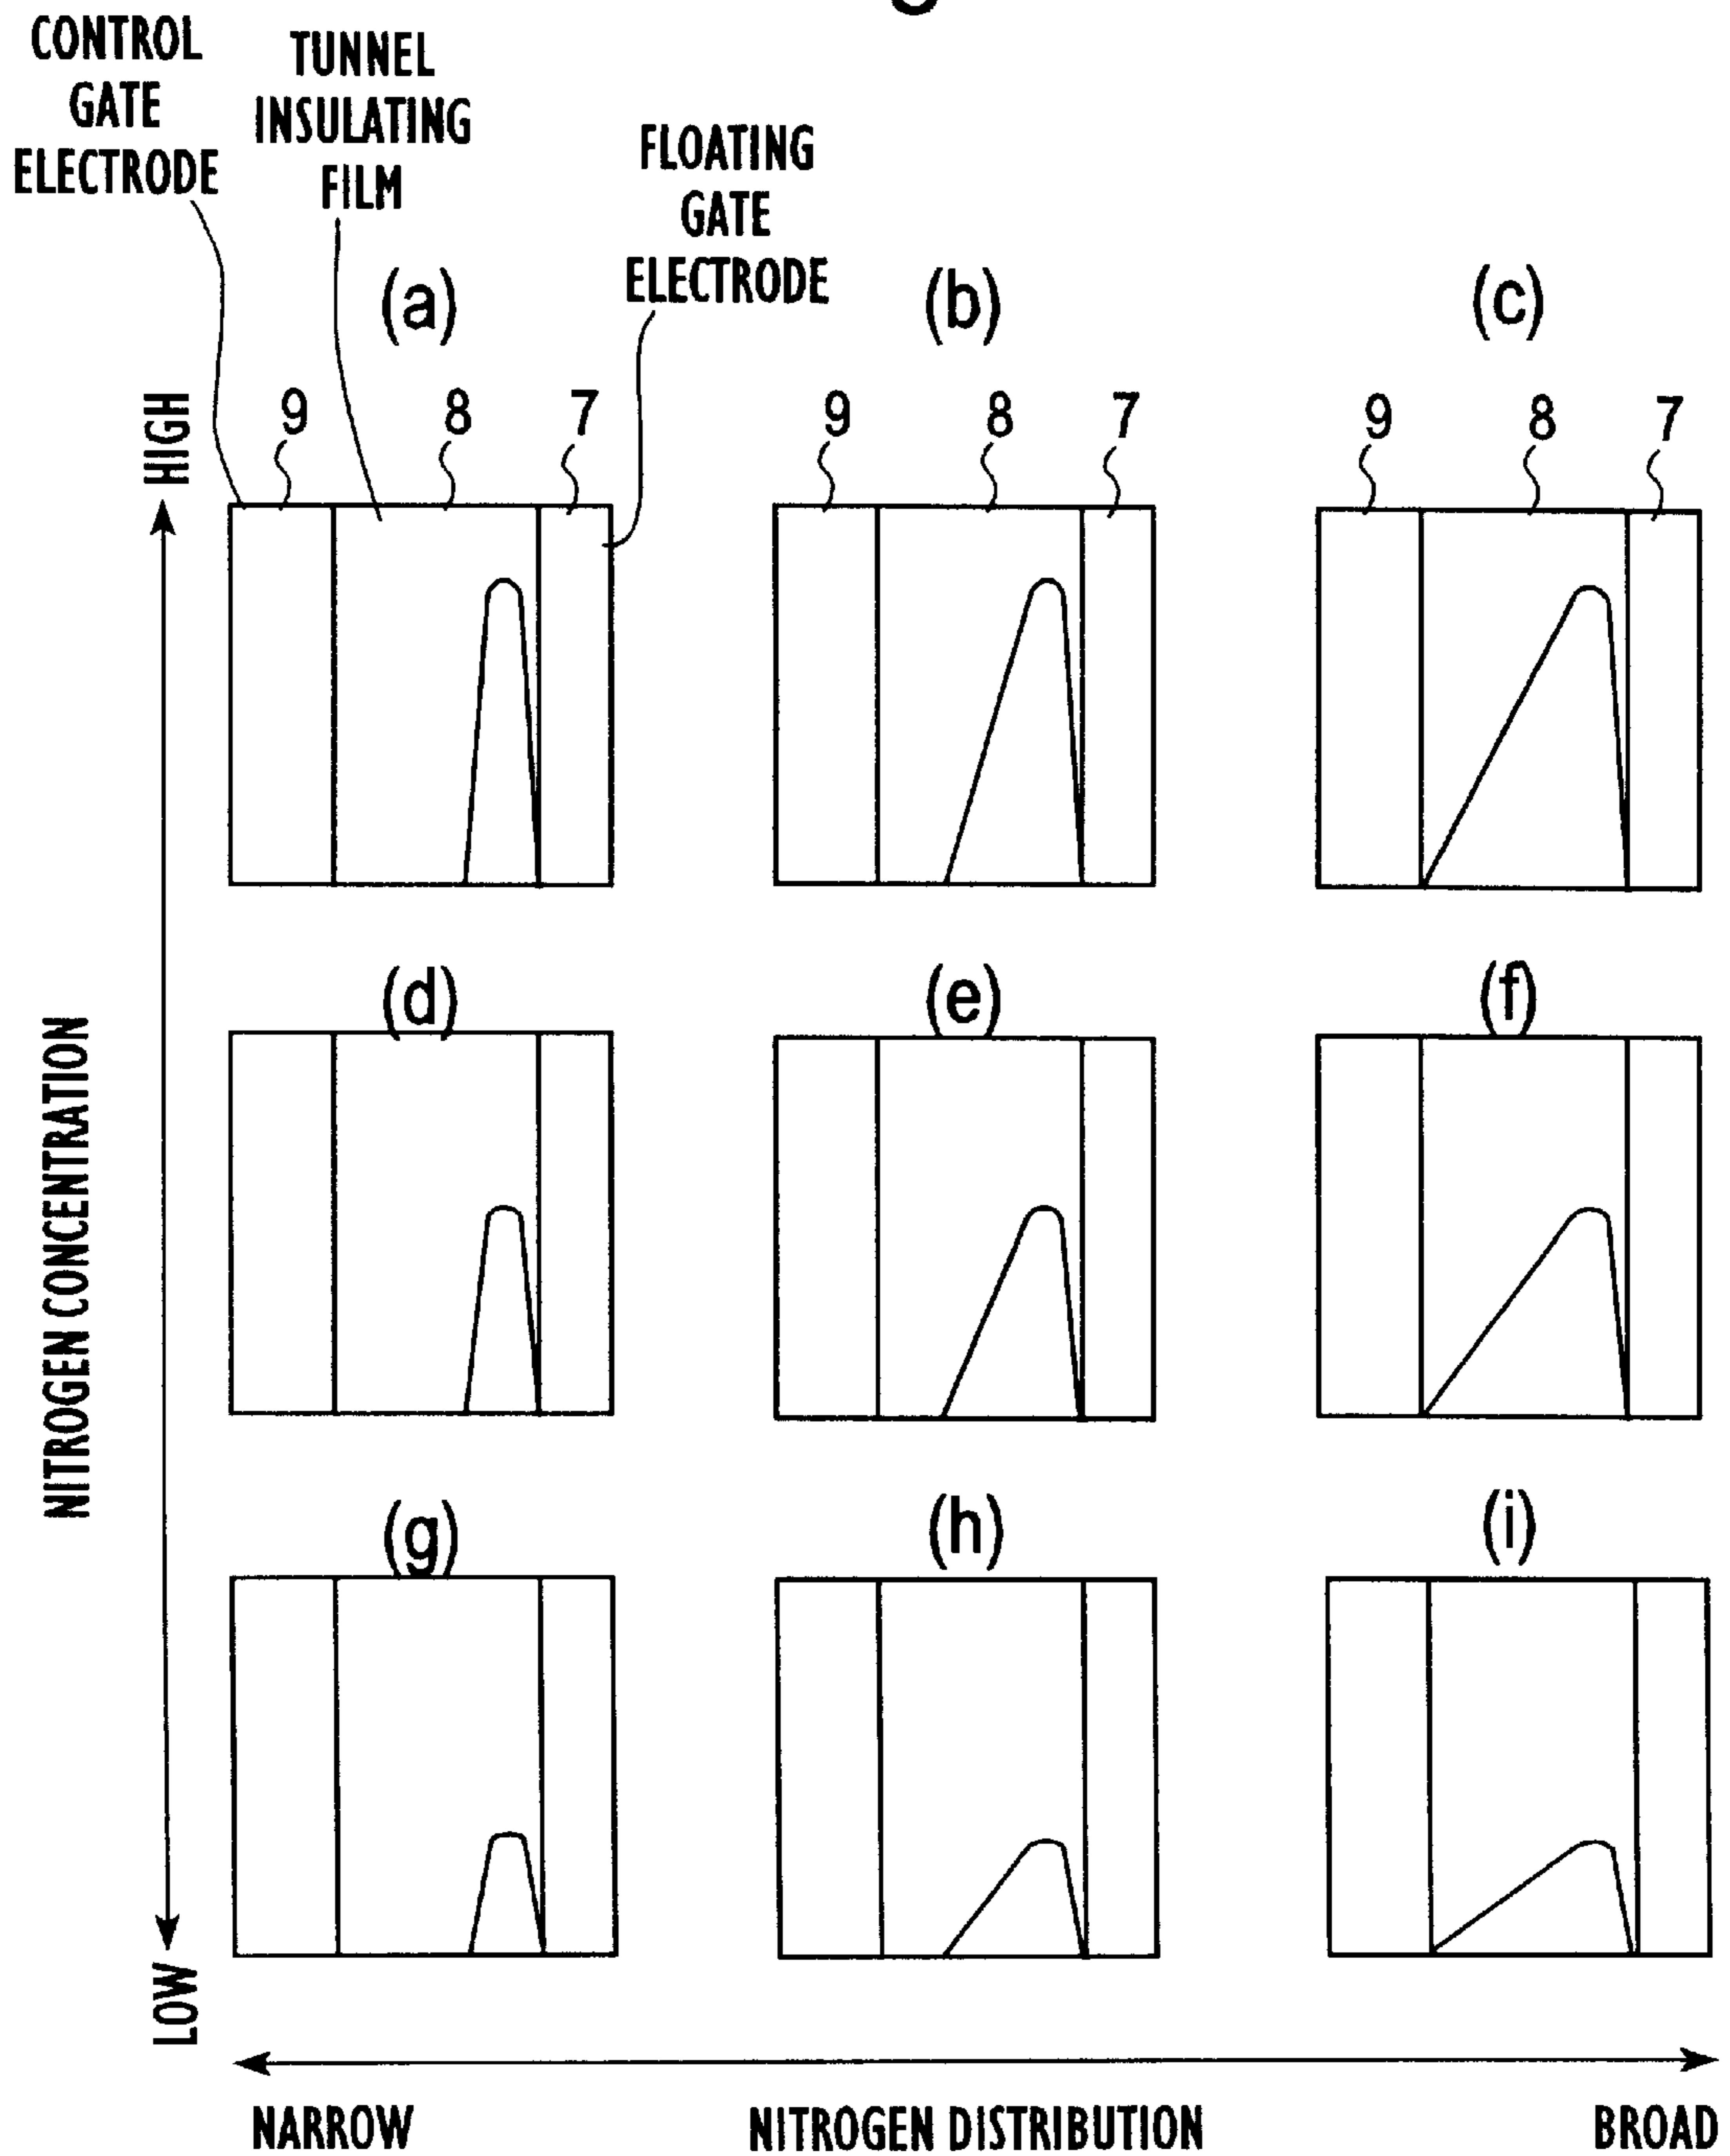 CONTROL
GATE
ELECTRODE
TUNNEL
INSULATING
FILM
FLOATING
GATE
ELECTRODE
(a)
(b)
(c)
HIGH
9
8
7
9
8
7
9
8
7
(d)
(e)
(f)
NITROGEN CONCENTRATION
(g)
(h)
(i)
LOW
NARROW
NITROGEN DISTRIBUTION
BROAD